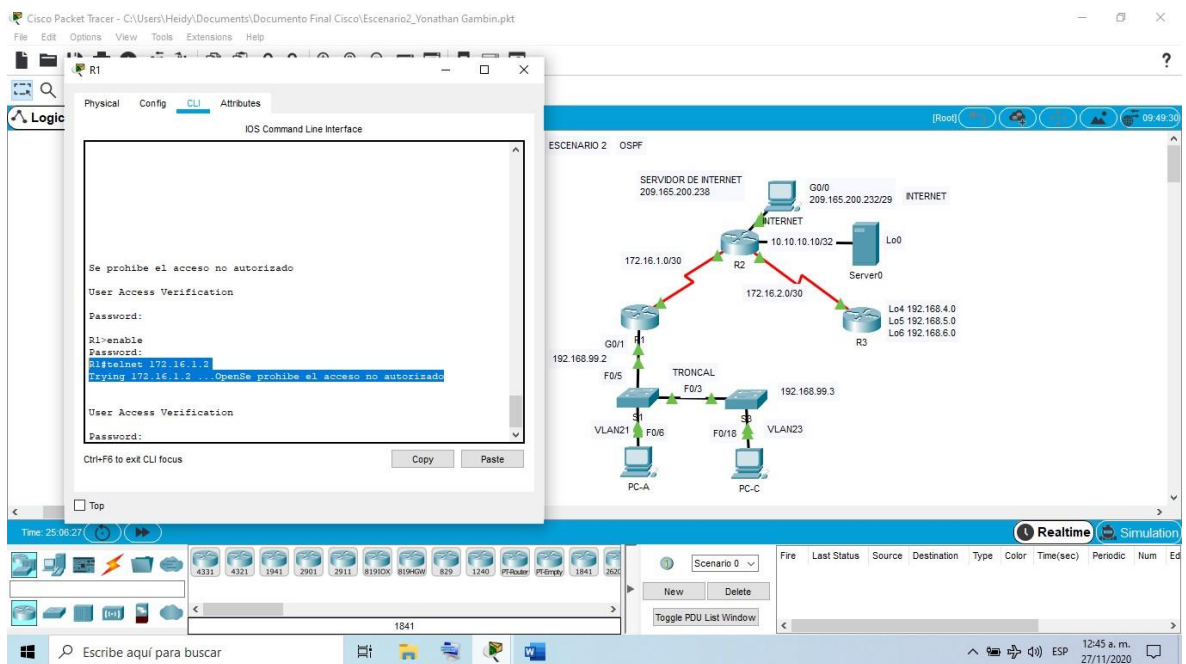 Cisco Packet Tracer - C:\Users\Heidy\Documents\Documento Final Cisco\Escenario2_Yonathan Gambin.pkt
File Edit Options View Tools Extensions Help
?
R1
Physical Config CLI Attributes
IOS Command Line Interface
Se prohibe el acceso no autorizado
User Access Verification
Password:
R1>enable
Password:
R1#telnet 172.16.1.2
Trying 172.16.1.2 ...OpenSe prohibe el acceso no autorizado
User Access Verification
Password:
Ctrl+F6 to exit CLI focus
Copy
Paste
Top
Logic
[Root]
09:49:30
ESCENARIO 2 OSPF
SERVIDOR DE INTERNET
209.165.200.238
G0/0
209.165.200.232/29
INTERNET
INTERNET
10.10.10.10/32
Lo0
R2
Server0
172.16.1.0/30
172.16.2.0/30
Lo4 192.168.4.0
Lo5 192.168.5.0
Lo6 192.168.6.0
R3
R1
G0/1
192.168.99.2
F0/5
TRONCAL
F0/3
192.168.99.3
S1
S3
VLAN21
F0/6
F0/18
VLAN23
PC-A
PC-C
Time: 25:06:27
Realtime
Simulation
4331 4321 1941 2901 2911 819IOX 819HGW 829 1240 PT-Router PT-Empty 1841 2620
1841
Scenario 0
New
Delete
Toggle PDU List Window
Fire Last Status Source Destination Type Color Time(sec) Periodic Num Ed
Escribe aquí para buscar
ESP
12:45 a. m.
27/11/2020